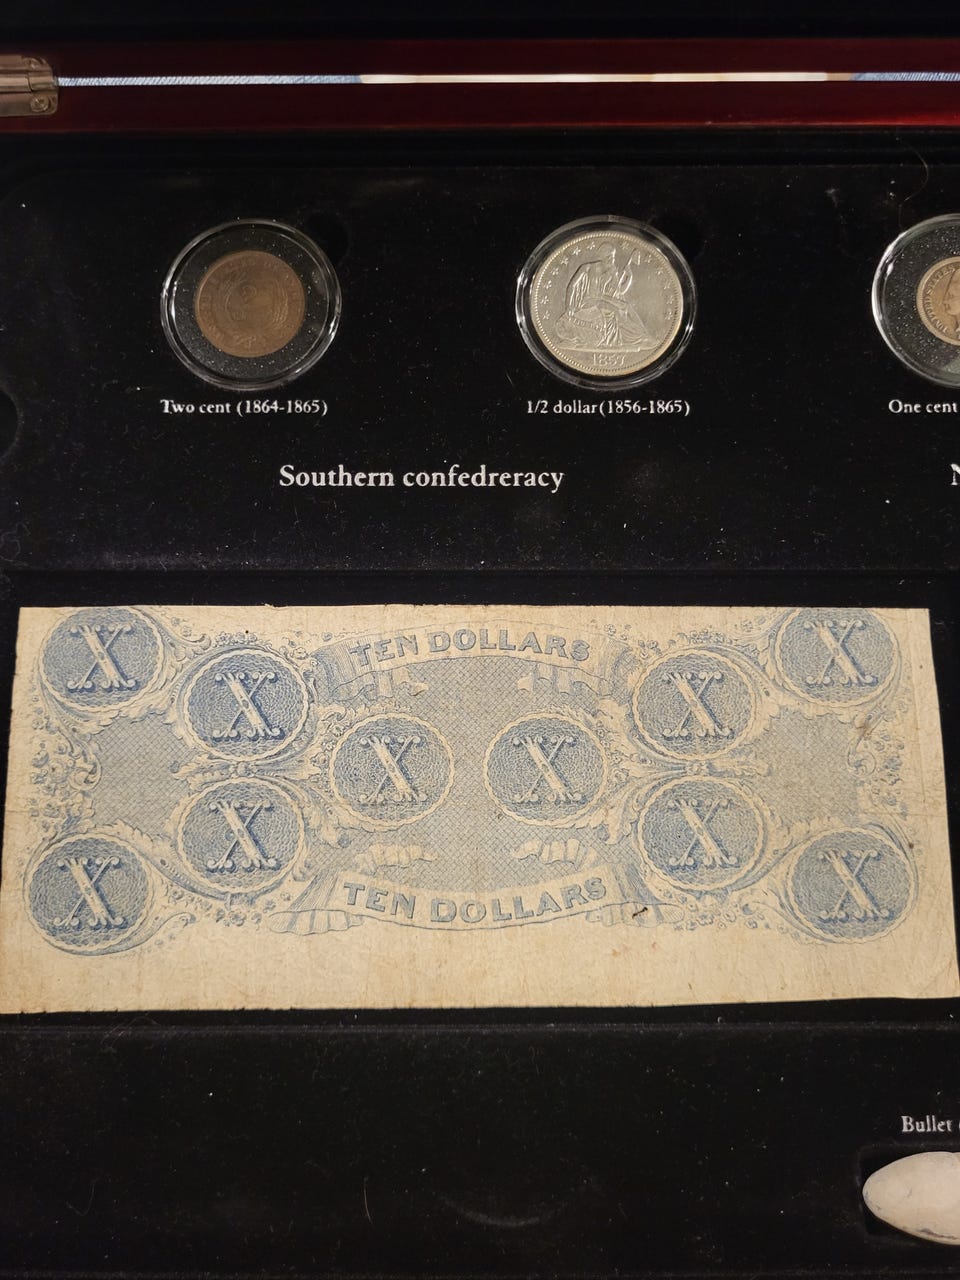 1857
Two cent (1864-1865)
1/2 dollar (1856-1865)
One cent
Southern confedreracy
N
TEN DOLLARS
X
X
X
X
X
X
X
X
X
X
TEN DOLLARS
Bullet